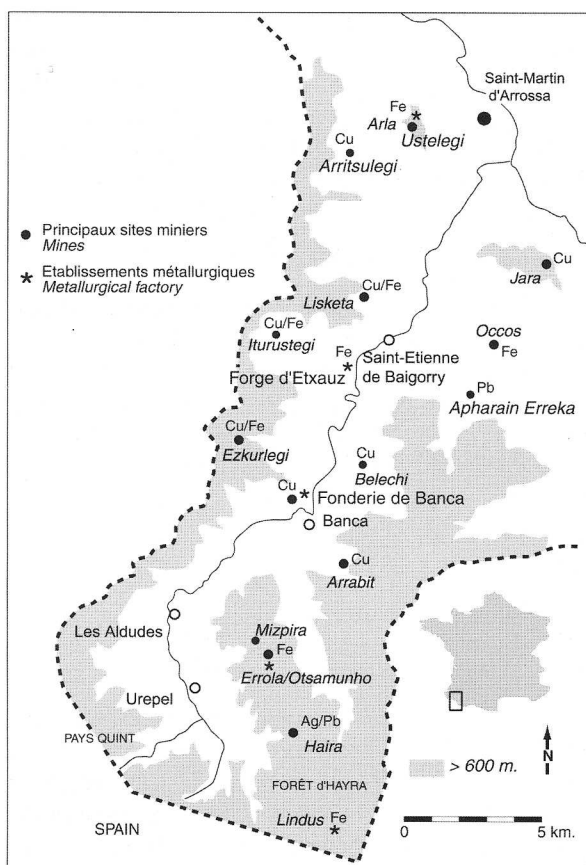 Saint-Martin
d'Arrossa
Fe
Arla
Ustelegi
Cu
Arritsulegi
Principaux sites miniers
Mines
Etablissements métallurgiques
Metallurgical factory
Cu
Jara
Cu/Fe
Lisketa
Cu/Fe
Iturustegi
Occos
Fe
Fe
Saint-Etienne
de Baigorry
Forge d'Etxauz
Pb
Apharain Erreka
Cu/Fe
Ezkurlegi
Cu
Belechi
Cu
Fonderie de Banca
Banca
Cu
Arrabit
Les Aldudes
Mizpira
Fe
Errola/Otsamunho
Urepel
Ag/Pb
Haira
PAYS QUINT
N
> 600 m.
FORÊT d'HAYRA
SPAIN
Lindus
Fe
0 5 km.